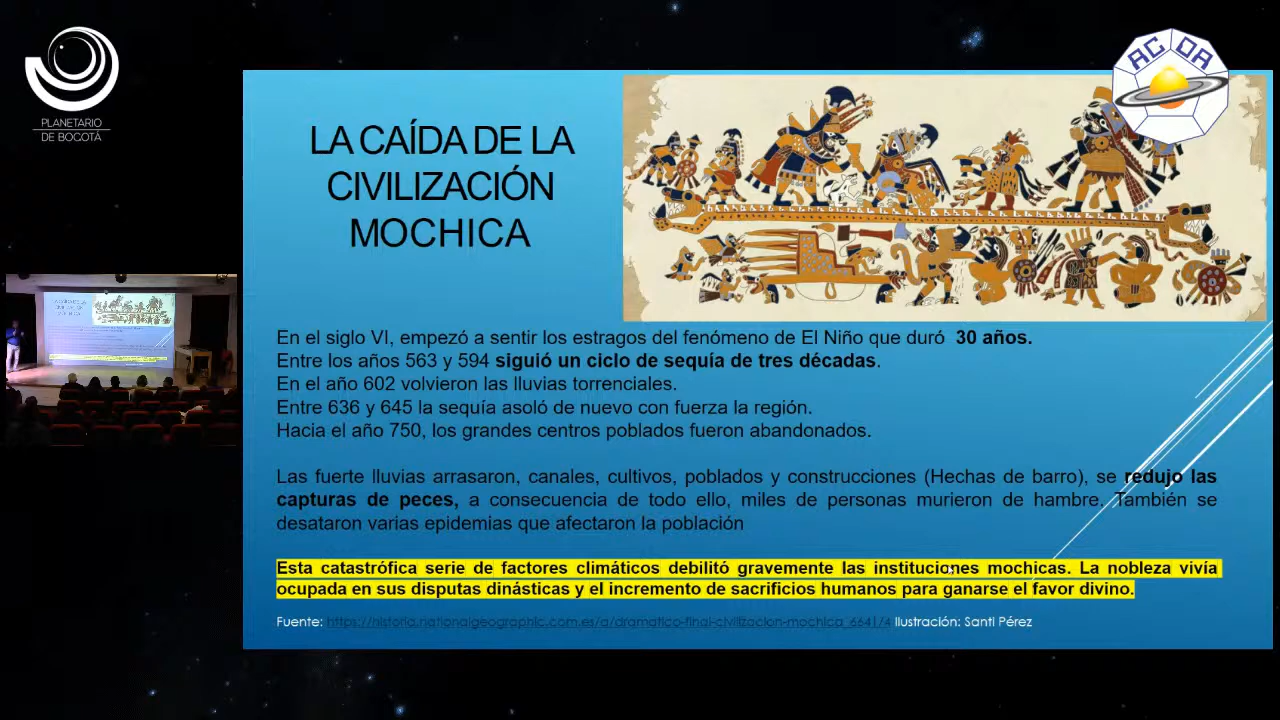 PLANETARIO
DE BOGOTÁ
ACDA
LA CAÍDA DE LA
CIVILIZACIÓN
MOCHICA
En el siglo VI, empezó a sentir los estragos del fenómeno de El Niño que duró 30 años.
Entre los años 563 y 594 siguió un ciclo de sequía de tres décadas.
En el año 602 volvieron las lluvias torrenciales.
Entre 636 y 645 la sequía asoló de nuevo con fuerza la región.
Hacia el año 750, los grandes centros poblados fueron abandonados.
Las fuerte lluvias arrasaron, canales, cultivos, poblados y construcciones (Hechas de barro), se redujo las
capturas de peces, a consecuencia de todo ello, miles de personas murieron de hambre. También se
desataron varias epidemias que afectaron la población
Esta catastrófica serie de factores climáticos debilitó gravemente las instituciones mochicas. La nobleza vivía
ocupada en sus disputas dinásticas y el incremento de sacrificios humanos para ganarse el favor divino.
Fuente: https://historia.nationalgeographic.com.es/a/dramatico-final-civilizacion-mochica_6641/4 Ilustración: Santi Pérez